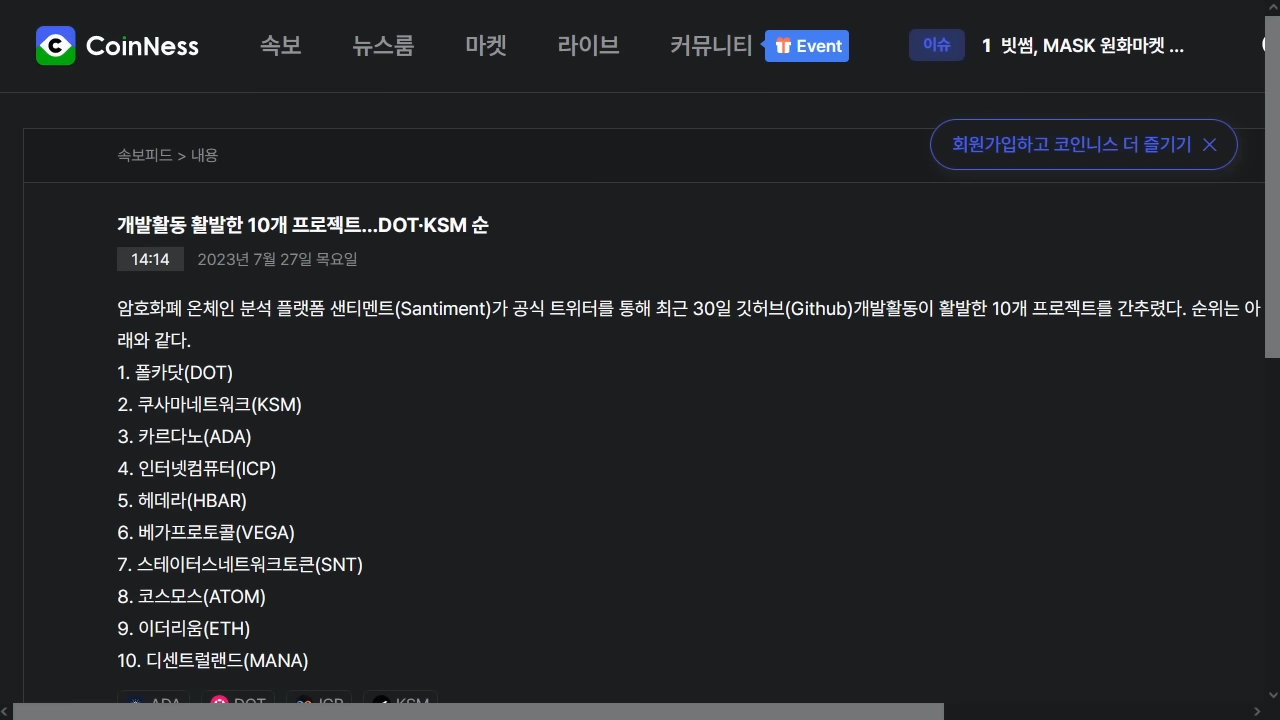 CoinNess 속보 뉴스룸 마켓 라이브 커뮤니티 Event 이슈 1 빗썸, MASK 원화마켓 ...
회원가입하고 코인니스 더 즐기기
속보피드 > 내용
개발활동 활발한 10개 프로젝트...DOT·KSM 순
14:14 2023년 7월 27일 목요일
암호화폐 온체인 분석 플랫폼 샌티멘트(Santiment)가 공식 트위터를 통해 최근 30일 깃허브(Github)개발활동이 활발한 10개 프로젝트를 간추렸다. 순위는 아
래와 같다.
1. 폴카닷(DOT)
2. 쿠사마네트워크(KSM)
3. 카르다노(ADA)
4. 인터넷컴퓨터(ICP)
5. 헤데라(HBAR)
6. 베가프로토콜(VEGA)
7. 스테이터스네트워크토큰(SNT)
8. 코스모스(ATOM)
9. 이더리움(ETH)
10. 디센트럴랜드(MANA)
ADA DOT ICP KSM